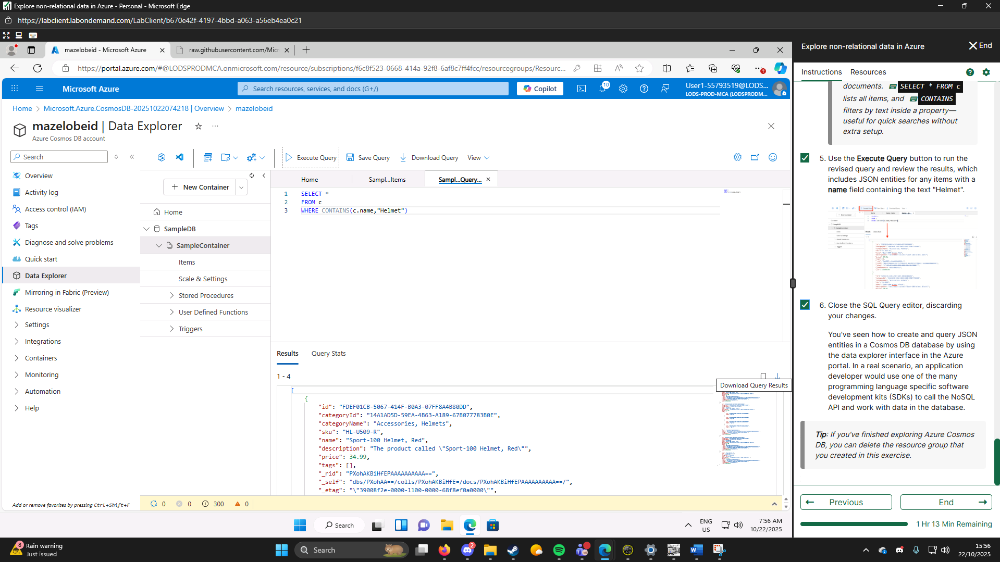 Explore non-relational data in Azure - Personal - Microsoft Edge
https://labclient.labondemand.com/LabClient/b670e42f-4197-4bbd-a063-a56eb4ea0c21
mazelobeid - Microsoft Azure
raw.githubusercontent.com/Micr
https://portal.azure.com/#@LODSPRODMCA.onmicrosoft.com/resource/subscriptions/f6c8f523-0668-414a-92f8-6af8c7ff4fcc/resourcegroups/Resourc...
Microsoft Azure
Search resources, services, and docs (G+/)
Copilot
10
User1-55793519@LODS...
LODS-PROD-MCA (LODSPRODM...
Home > Microsoft.Azure.CosmosDB-20251022074218 | Overview > mazelobeid
mazelobeid | Data Explorer
Azure Cosmos DB account
Search
Overview
Activity log
Access control (IAM)
Tags
Diagnose and solve problems
Quick start
Data Explorer
Mirroring in Fabric (Preview)
Resource visualizer
Settings
Integrations
Containers
Monitoring
Automation
Help
Add or remove favorites by pressing Ctrl+Shift+F
Execute Query
Save Query
Download Query
View
New Container
Home
SampleDB
SampleContainer
Items
Scale & Settings
Stored Procedures
User Defined Functions
Triggers
Home
Sampl...Items
Sampl...Query...
1 SELECT *
2 FROM c
3 WHERE CONTAINS(c.name,"Helmet")
Results
Query Stats
1 - 4
Download Query Results
[
{
"id": "FDEF01CB-5067-414F-B0A3-07FF8A4B80DD",
"categoryId": "14A1AD5D-59EA-4B63-A189-67B077783B0E",
"categoryName": "Accessories, Helmets",
"sku": "HL-U509-R",
"name": "Sport-100 Helmet, Red",
"description": "The product called \"Sport-100 Helmet, Red\"",
"price": 34.99,
"tags": [],
"_rid": "PXohAKBiHfEPAAAAAAAAAA==",
"_self": "dbs/PXohAA==/colls/PXohAKBiHfE=/docs/PXohAKBiHfEPAAAAAAAAAA==/",
"_etag": "\"39008f2e-0000-1100-0000-68f8ef0a0000\"",
0
0
300
0
Search
ENG
US
7:56 AM
10/22/2025
Explore non-relational data in Azure
End
Instructions
Resources
documents. SELECT * FROM c
lists all items, and CONTAINS
filters by text inside a property—
useful for quick searches without
extra setup.
5. Use the Execute Query button to run the
revised query and review the results, which
includes JSON entities for any items with a
name field containing the text "Helmet".
6. Close the SQL Query editor, discarding
your changes.
You've seen how to create and query JSON
entities in a Cosmos DB database by using
the data explorer interface in the Azure
portal. In a real scenario, an application
developer would use one of the many
programming language specific software
development kits (SDKs) to call the NoSQL
API and work with data in the database.
Tip: If you've finished exploring Azure Cosmos
DB, you can delete the resource group that
you created in this exercise.
Previous
End
1 Hr 13 Min Remaining
8
Rain warning
Just issued
Search
2
15:56
22/10/2025